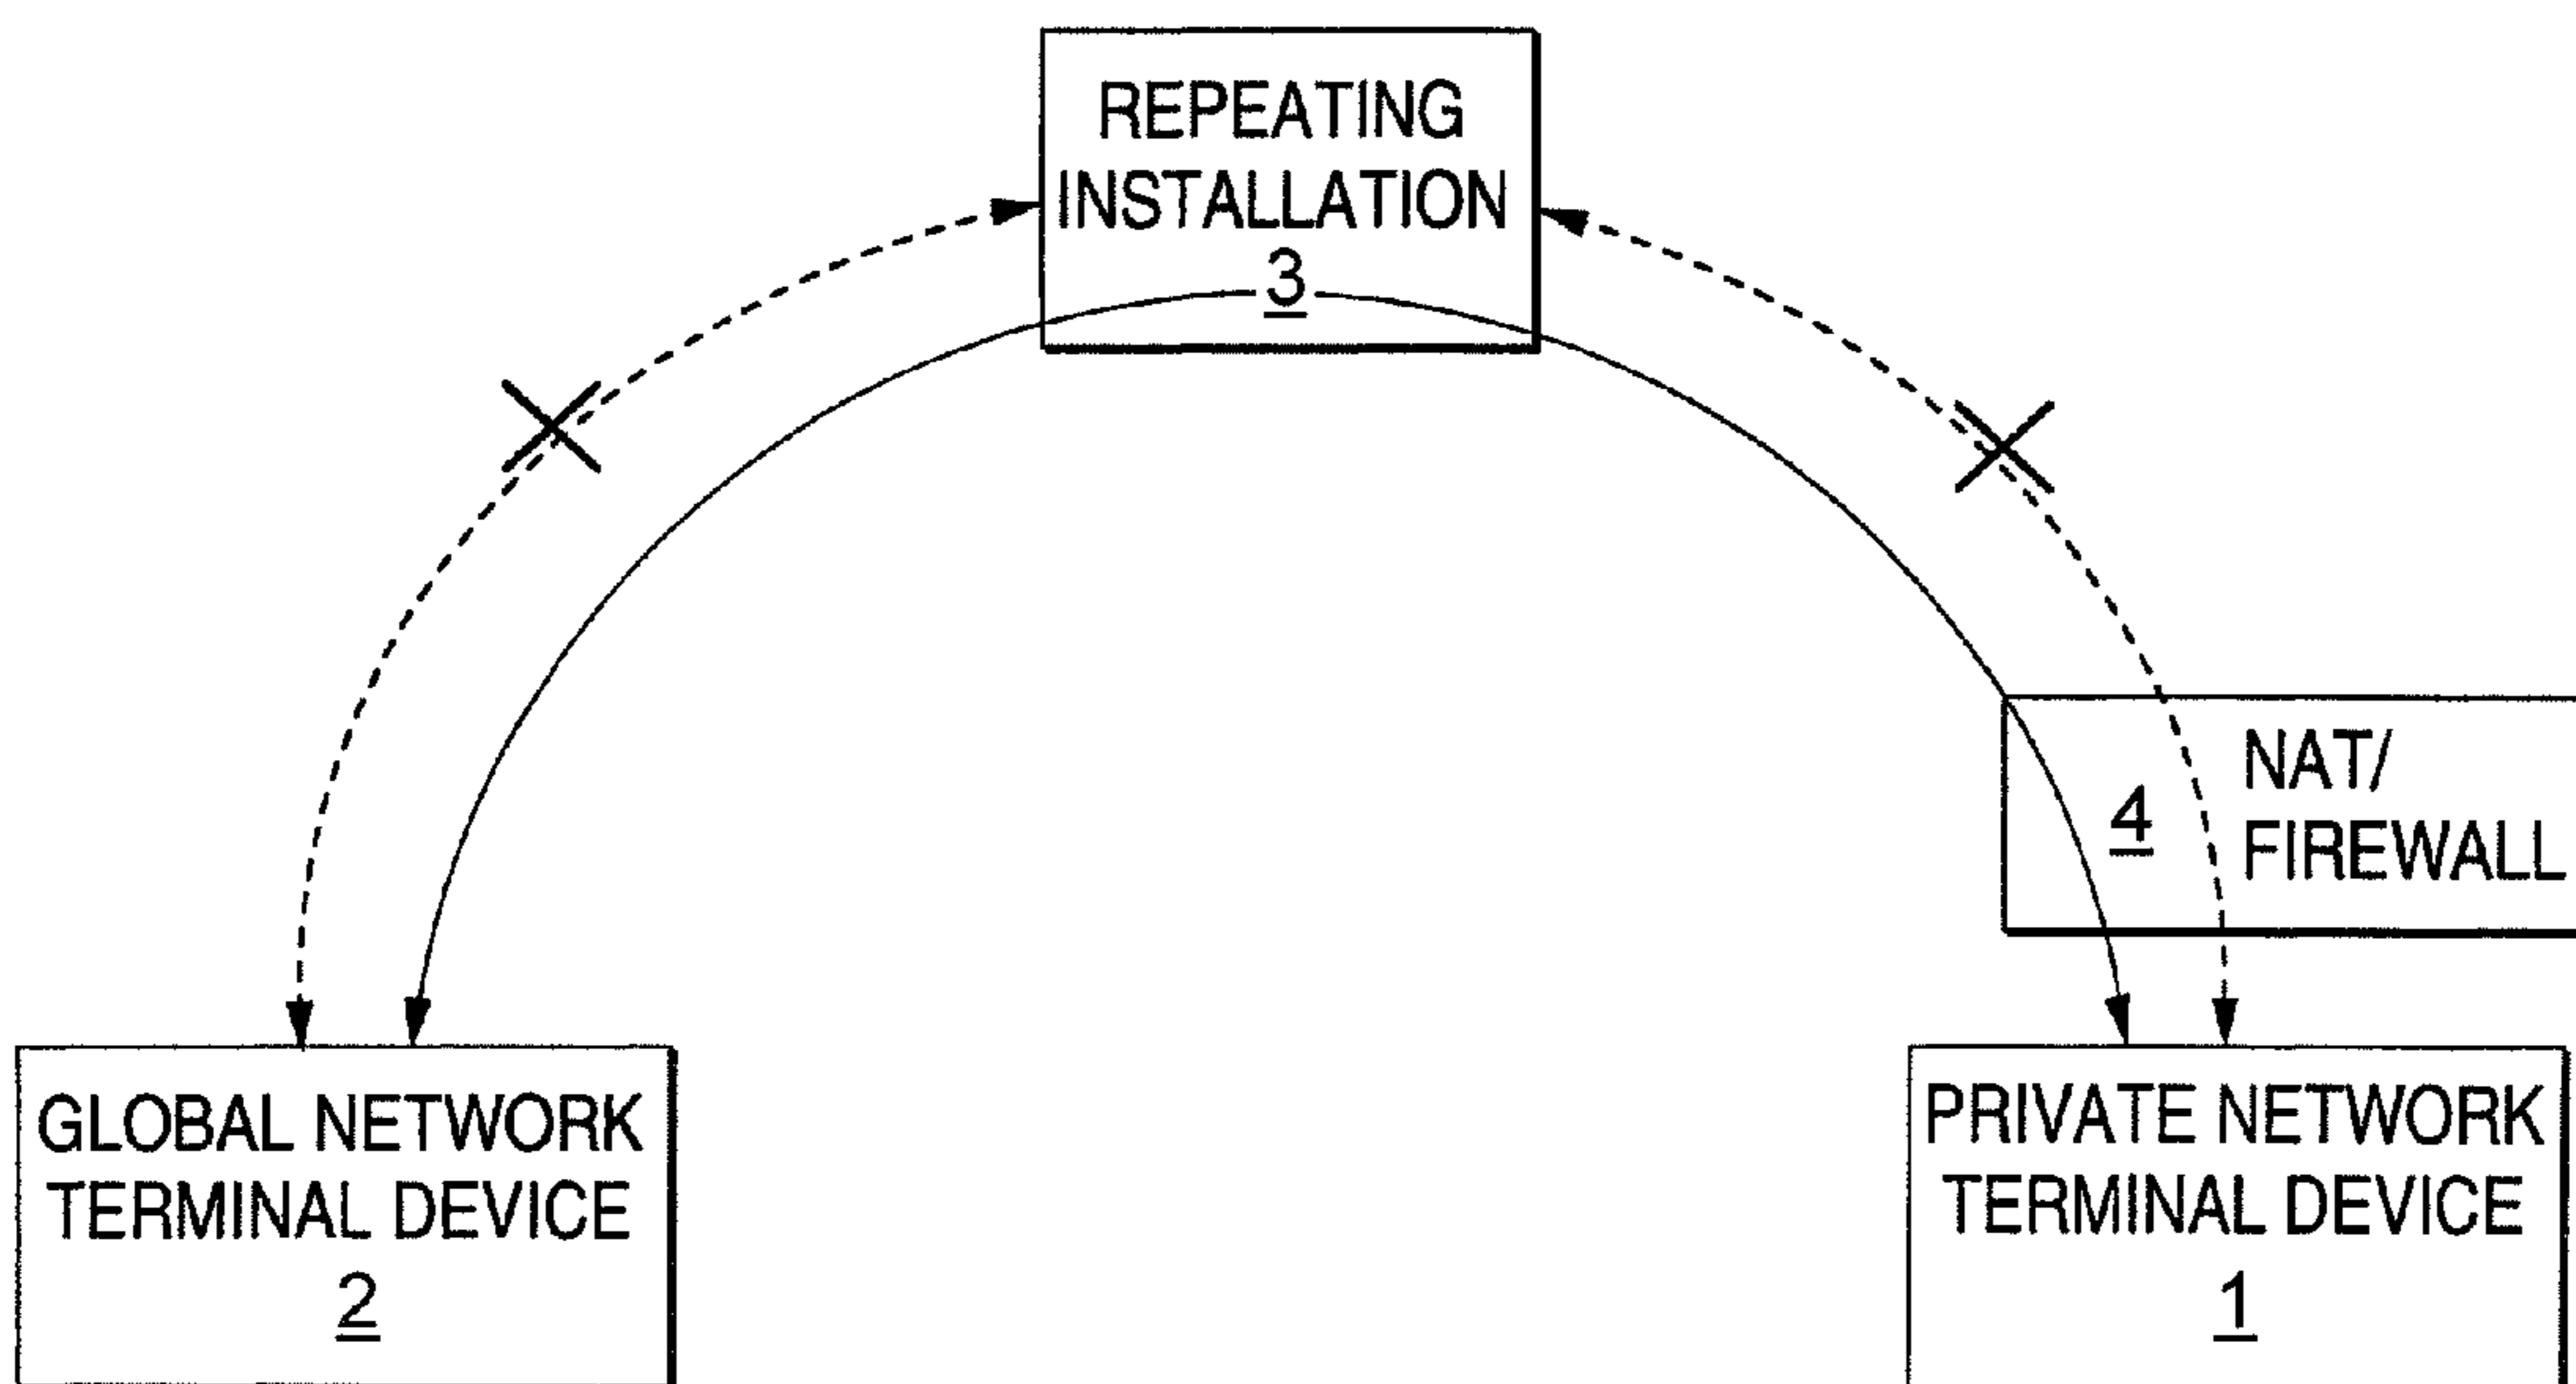 REPEATING
INSTALLATION
3
4
NAT/
FIREWALL
GLOBAL NETWORK
TERMINAL DEVICE
2
PRIVATE NETWORK
TERMINAL DEVICE
1